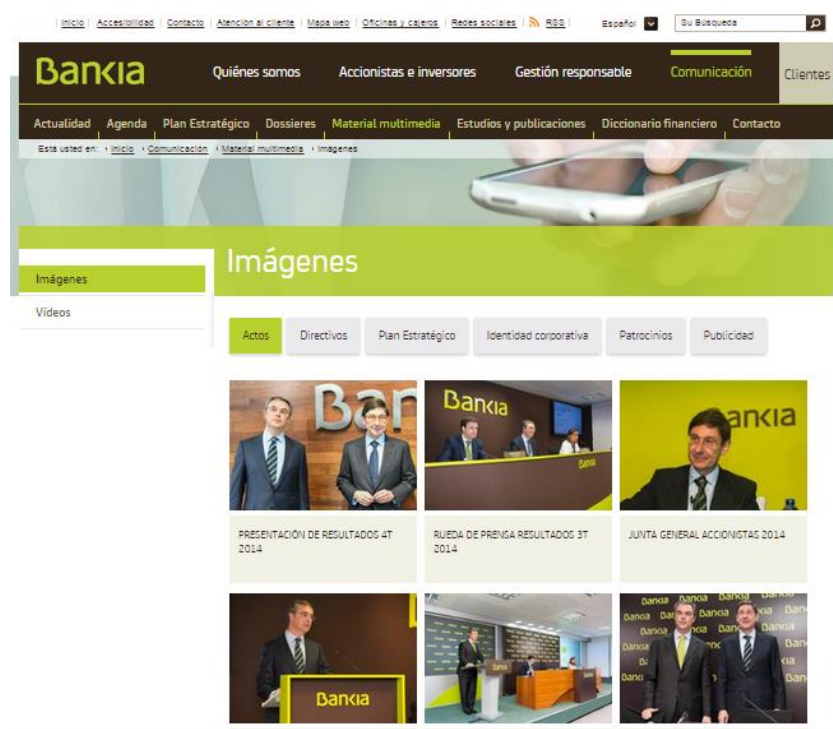 Inicio | Accesibilidad | Contacto | Atención al cliente | Mapa web | Oficinas y cajeros | Redes sociales | RSS | Español Su Búsqueda
Bankia Quiénes somos Accionistas e inversores Gestión responsable Comunicación Clientes
Actualidad Agenda Plan Estratégico Dossieres Material multimedia Estudios y publicaciones Diccionario financiero Contacto
Está usted en: Inicio Comunicación Material multimedia Imágenes
Imágenes
Imágenes
Vídeos
Actos Directivos Plan Estratégico Identidad corporativa Patrocinios Publicidad
Bankia
PRESENTACIÓN DE RESULTADOS 4T 2014
RUEDA DE PRENSA RESULTADOS 3T 2014
JUNTA GENERAL ACCIONISTAS 2014
Bankia